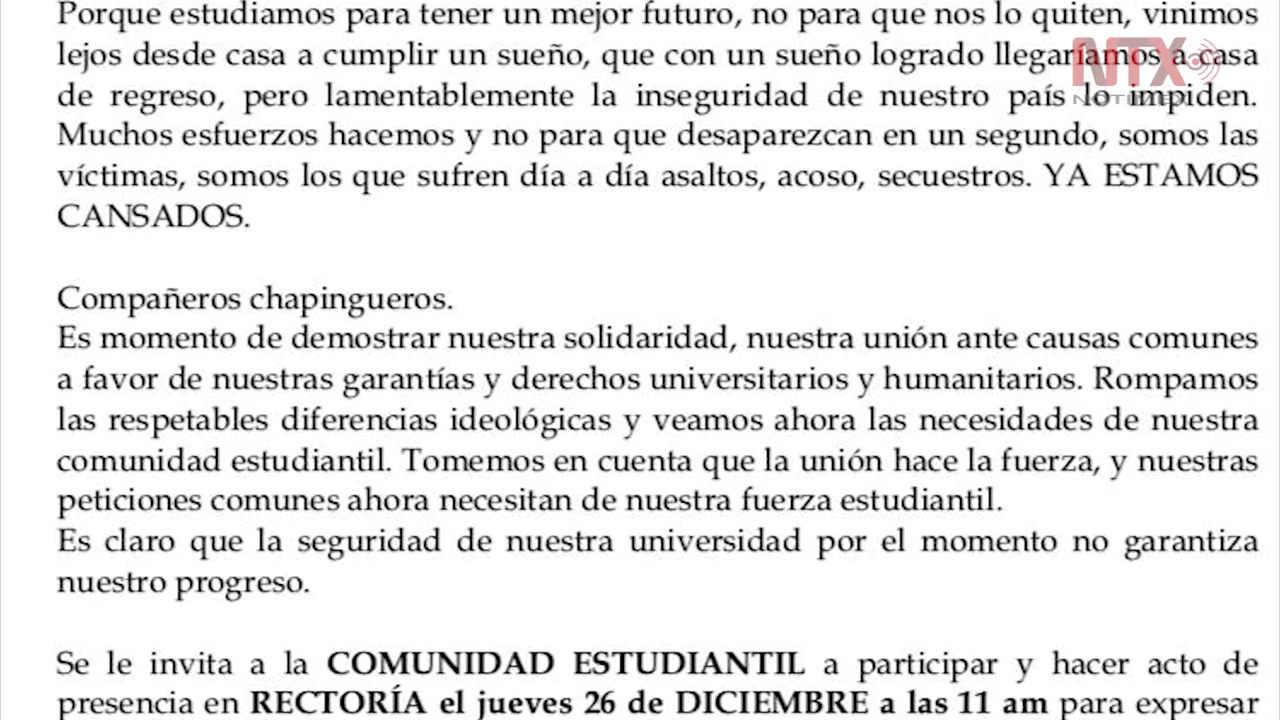 Porque estudiamos para tener un mejor futuro, no para que nos lo quiten, vinimos
lejos desde casa a cumplir un sueño, que con un sueño logrado llegaríamos a casa
de regreso, pero lamentablemente la inseguridad de nuestro país lo impiden.
Muchos esfuerzos hacemos y no para que desaparezcan en un segundo, somos las
víctimas, somos los que sufren día a día asaltos, acoso, secuestros. YA ESTAMOS
CANSADOS.
Compañeros chapingueros.
Es momento de demostrar nuestra solidaridad, nuestra unión ante causas comunes
a favor de nuestras garantías y derechos universitarios y humanitarios. Rompamos
las respetables diferencias ideológicas y veamos ahora las necesidades de nuestra
comunidad estudiantil. Tomemos en cuenta que la unión hace la fuerza, y nuestras
peticiones comunes ahora necesitan de nuestra fuerza estudiantil.
Es claro que la seguridad de nuestra universidad por el momento no garantiza
nuestro progreso.
Se le invita a la COMUNIDAD ESTUDIANTIL a participar y hacer acto de
presencia en RECTORÍA el jueves 26 de DICIEMBRE a las 11 am para expresar
NTX
NOTIMEX